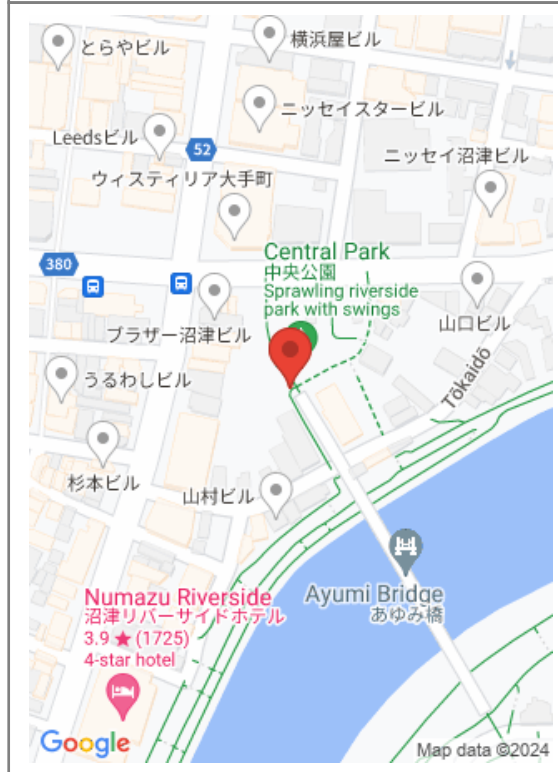 とらやビル
横浜屋ビル
ニッセイスタービル
Leedsビル
52
ニッセイ沼津ビル
ウィスティリア大手町
Central Park
中央公園
Sprawling riverside
park with swings
380
ブラザー沼津ビル
山口ビル
うるわしビル
Tōkaidō
杉本ビル
山村ビル
Ayumi Bridge
あゆみ橋
Numazu Riverside
沼津リバーサイドホテル
3.9 ★ (1725)
4-star hotel
Google
Map data ©2024